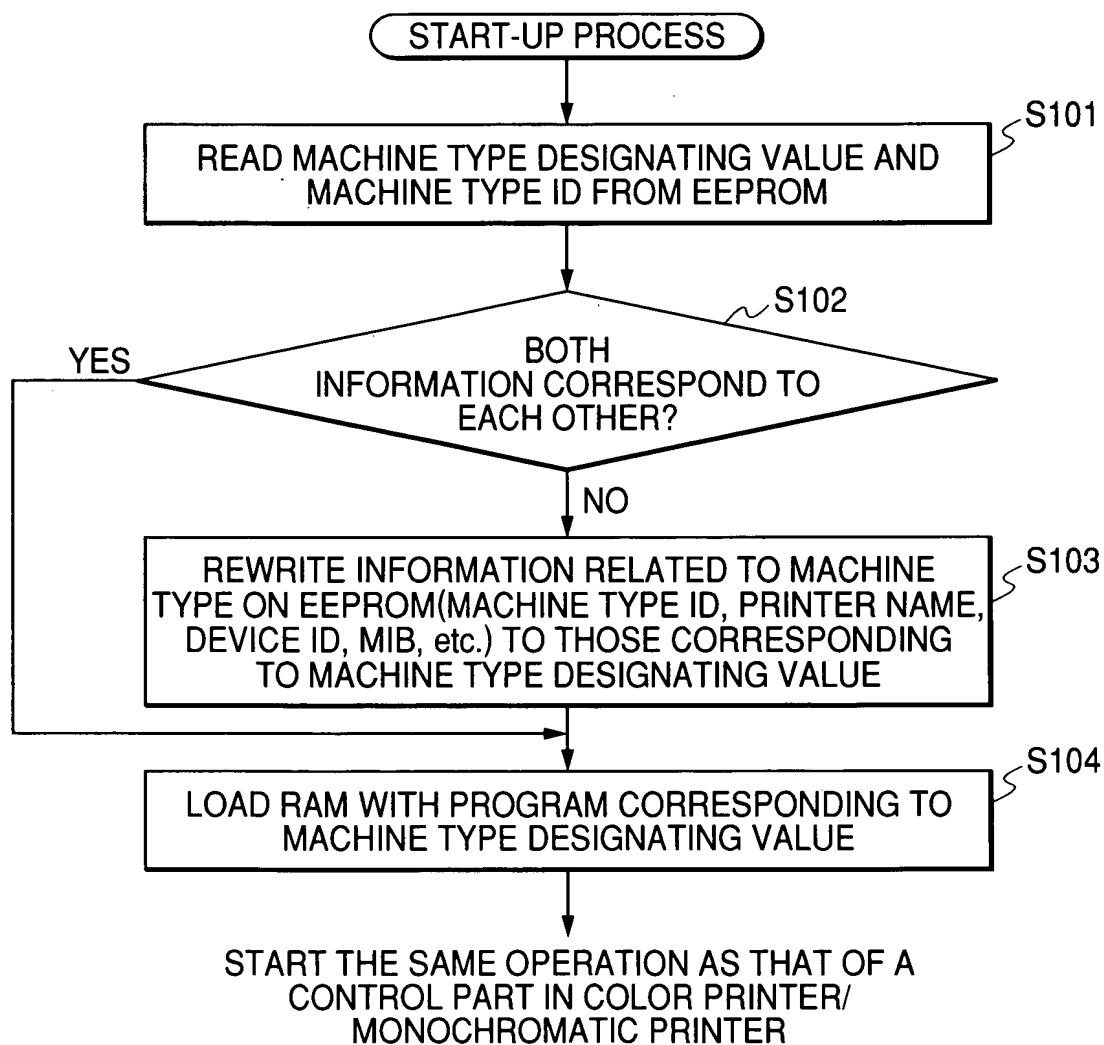 START-UP PROCESS
S101
READ MACHINE TYPE DESIGNATING VALUE AND
MACHINE TYPE ID FROM EEPROM
S102
YES
BOTH
INFORMATION CORRESPOND TO
EACH OTHER?
NO
S103
REWRITE INFORMATION RELATED TO MACHINE
TYPE ON EEPROM(MACHINE TYPE ID, PRINTER NAME,
DEVICE ID, MIB, etc.) TO THOSE CORRESPONDING
TO MACHINE TYPE DESIGNATING VALUE
S104
LOAD RAM WITH PROGRAM CORRESPONDING TO
MACHINE TYPE DESIGNATING VALUE
START THE SAME OPERATION AS THAT OF A
CONTROL PART IN COLOR PRINTER/
MONOCHROMATIC PRINTER